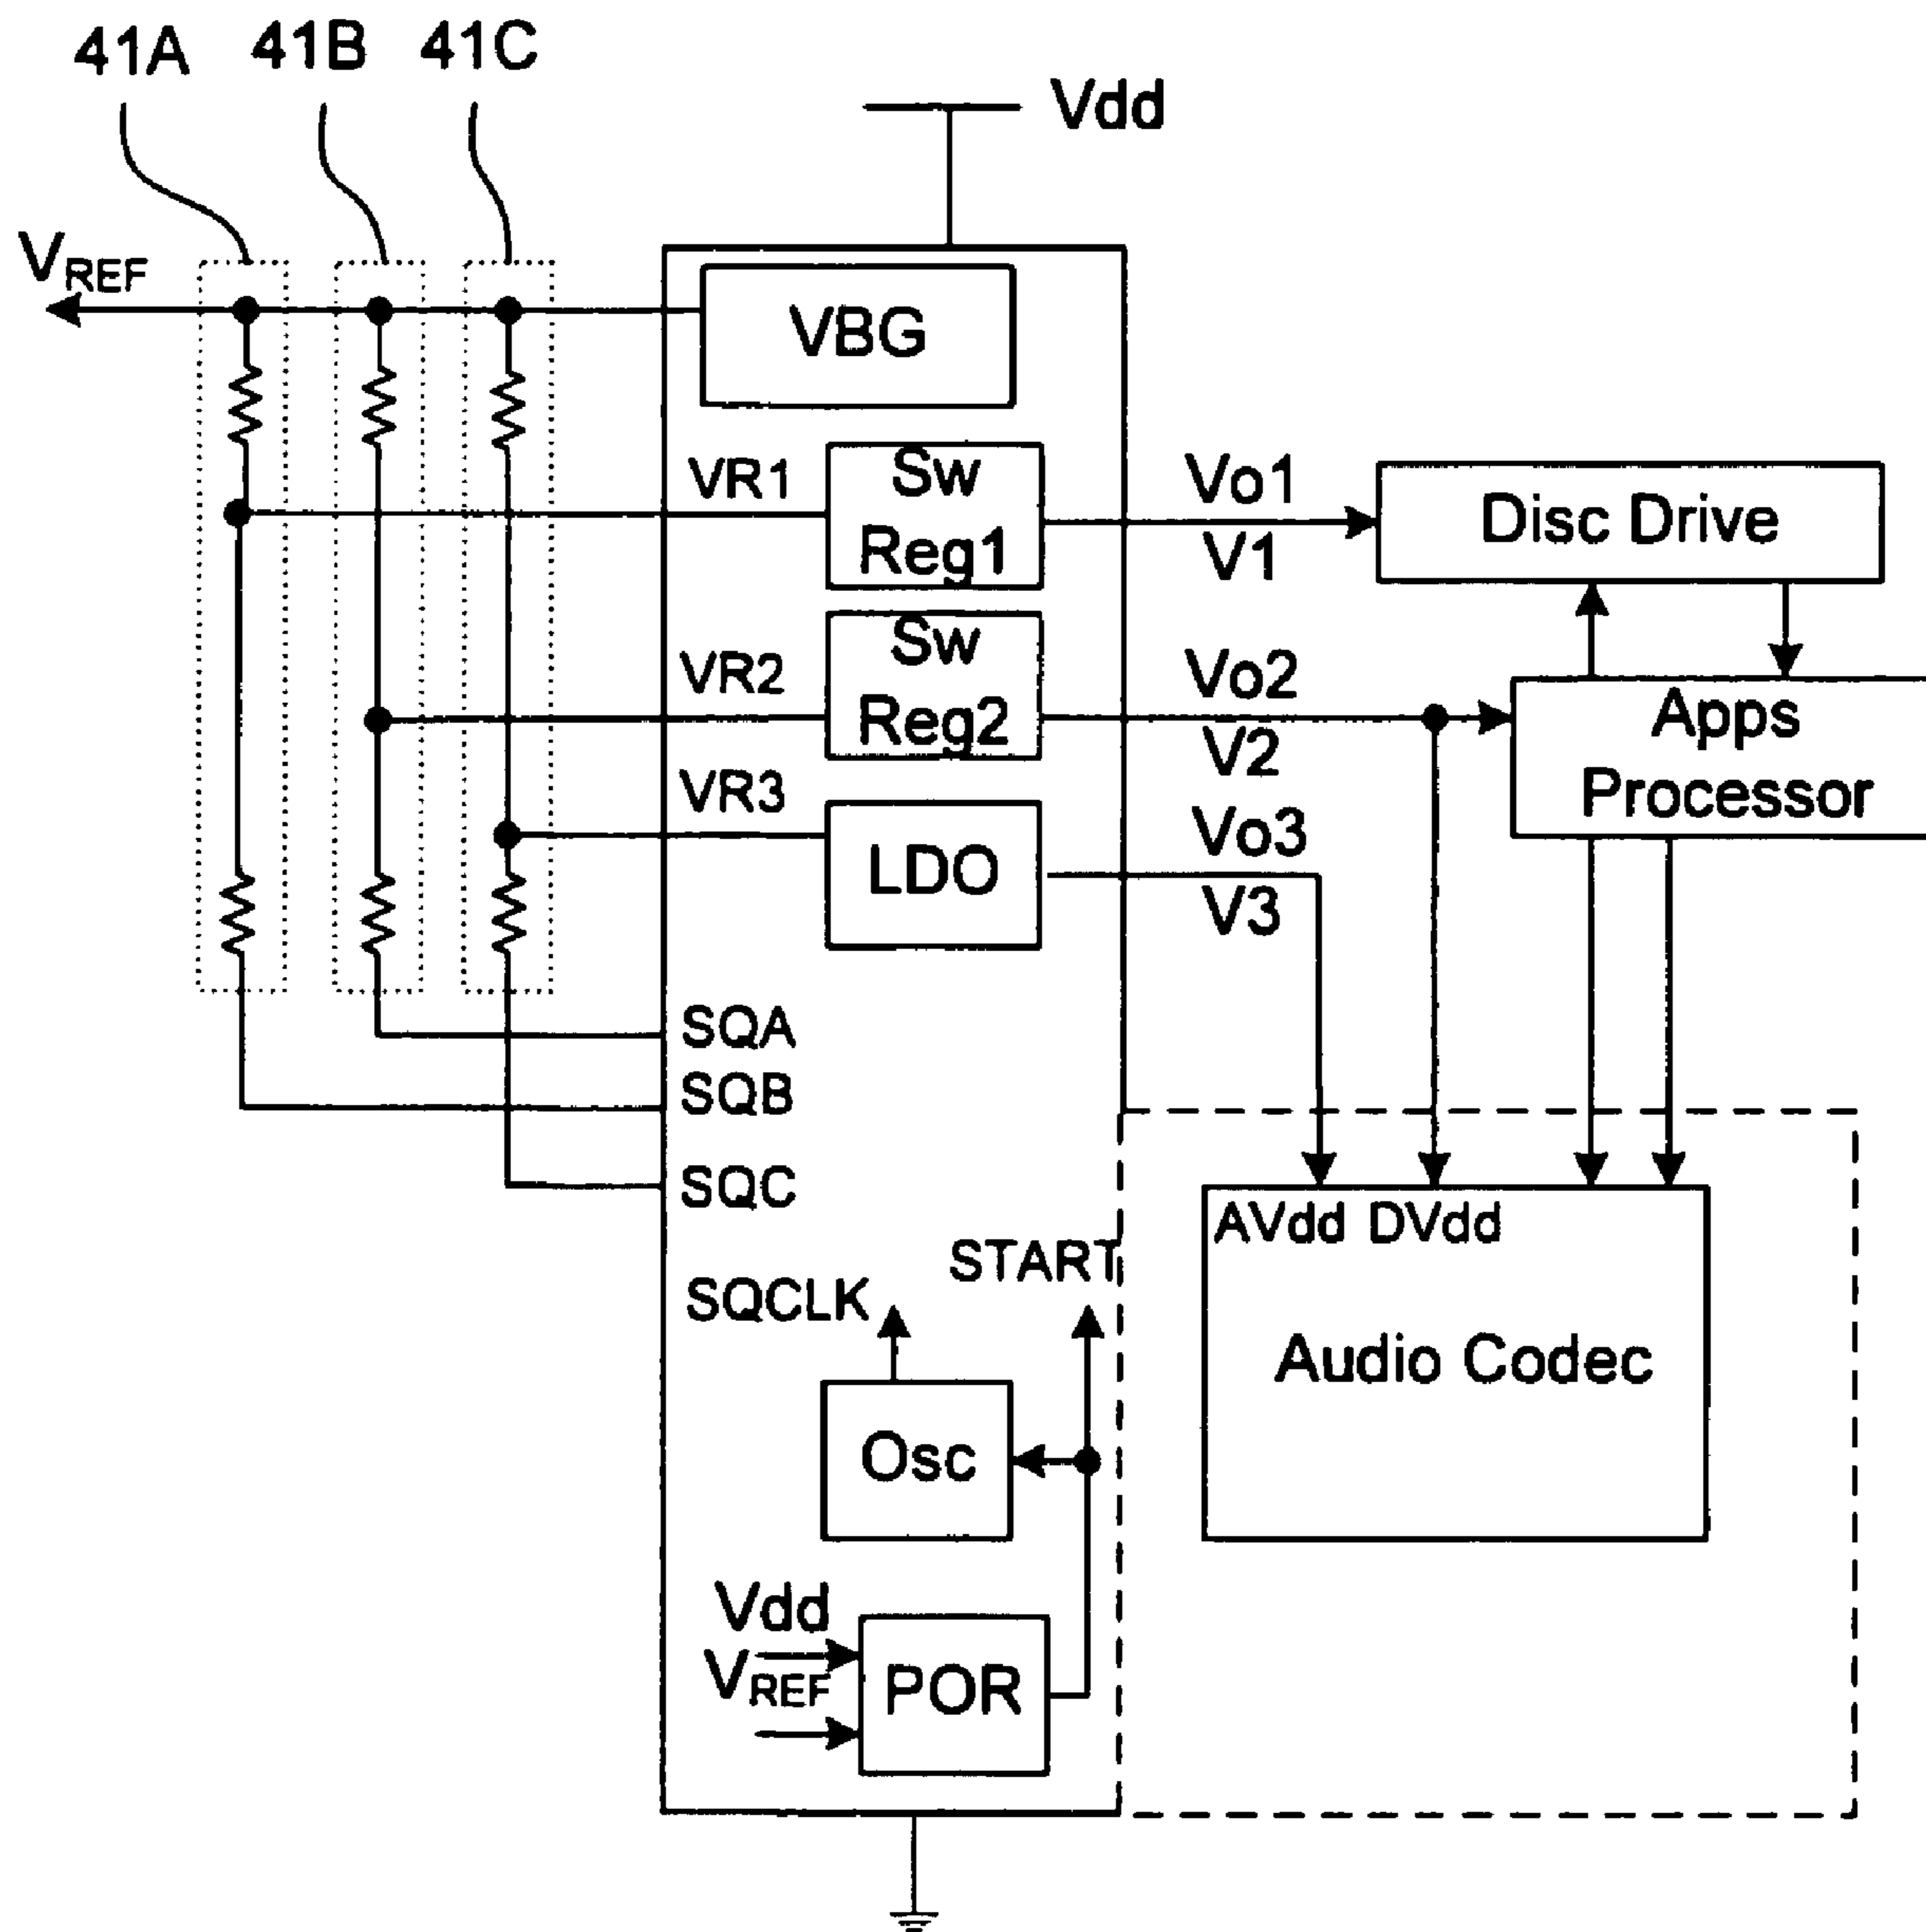 41A 41B 41C
Vdd
VREF
VBG
VR1
Sw
Reg1
Vo1
V1
Disc Drive
VR2
Sw
Reg2
Vo2
V2
Apps
Processor
VR3
LDO
Vo3
V3
SQA
SQB
SQC
AVdd DVdd
START
SQCLK
Audio Codec
Osc
Vdd
VREF
POR